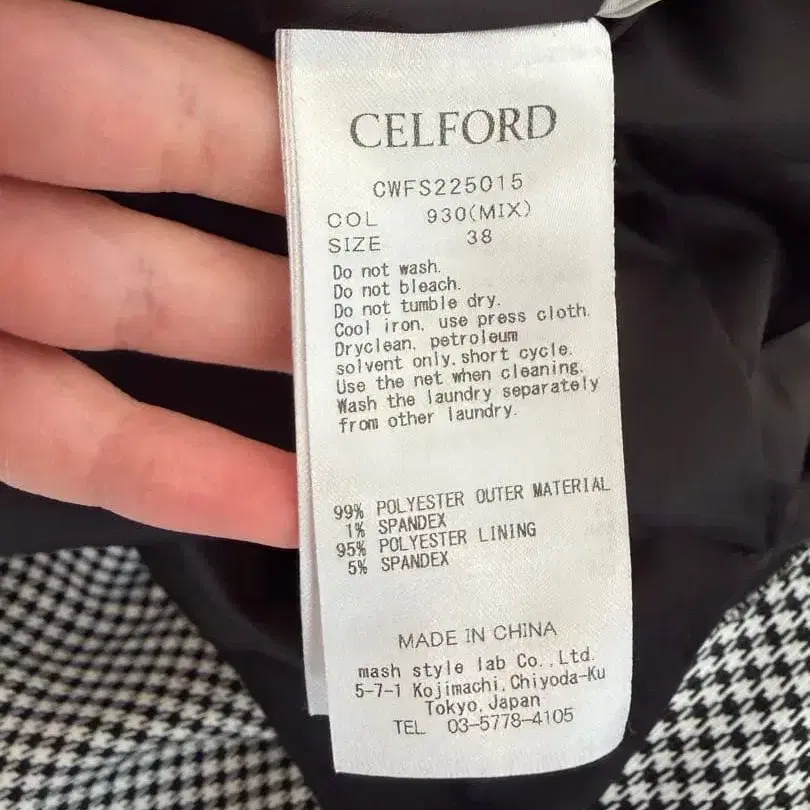 CELFORD
CWFS225015
COL 930(MIX)
SIZE 38
Do not wash.
Do not bleach.
Do not tumble dry.
Cool iron, use press cloth.
Dryclean, petroleum
solvent only,short cycle.
Use the net when cleaning.
Wash the laundry separately
from other laundry.
99% POLYESTER OUTER MATERIAL
1% SPANDEX
95% POLYESTER LINING
5% SPANDEX
MADE IN CHINA
mash style lab Co.,Ltd.
5-7-1 Kojimachi,Chiyoda-Ku
Tokyo,Japan
TEL 03-5778-4105